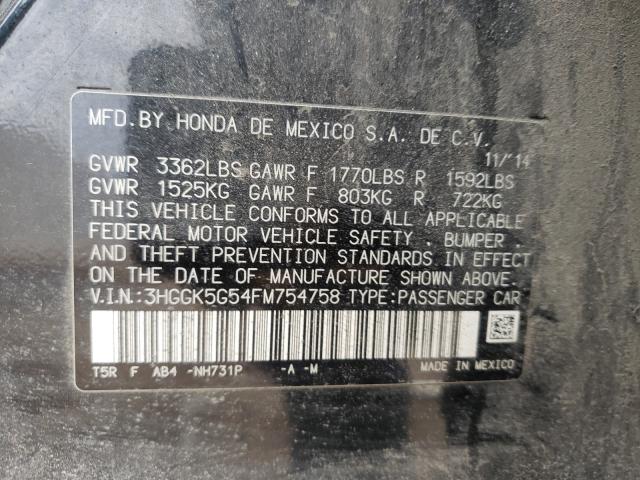 MFD.BY HONDA DE MEXICO S.A. DE C.V.
11/'14
GVWR 3362LBS GAWR F 1770LBS R 1592LBS
GVWR 1525KG GAWR F 803KG R 722KG
THIS VEHICLE CONFORMS TO ALL APPLICABLE
FEDERAL MOTOR VEHICLE SAFETY , BUMPER ,
AND THEFT PREVENTION STANDARDS IN EFFECT
ON THE DATE OF MANUFACTURE SHOWN ABOVE.
V.I.N.:3HGGK5G54FM754758 TYPE:PASSENGER CAR
T5R F AB4 -NH731P -A -M MADE IN MEXICO